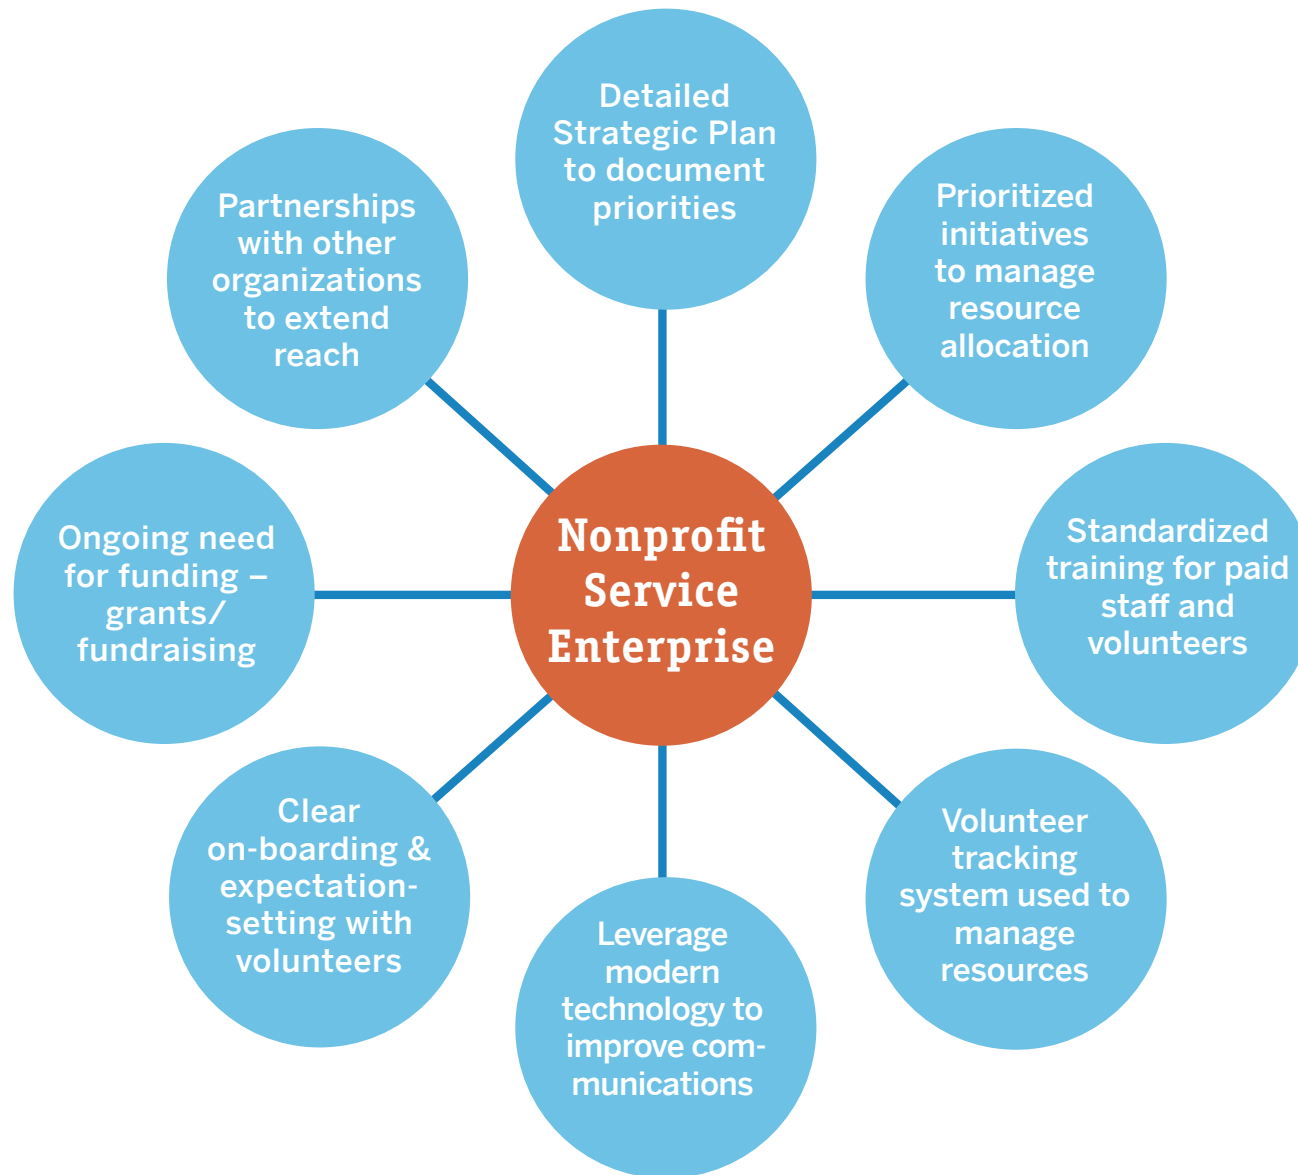 Detailed
Strategic Plan
to document
priorities
Prioritized
initiatives
to manage
resource
allocation
Standardized
training for paid
staff and
volunteers
Volunteer
tracking
system used to
manage
resources
Leverage
modern
technology to
improve com-
munications
Clear
on-boarding &
expectation-
setting with
volunteers
Ongoing need
for funding –
grants/
fundraising
Partnerships
with other
organizations
to extend
reach
Nonprofit
Service
Enterprise